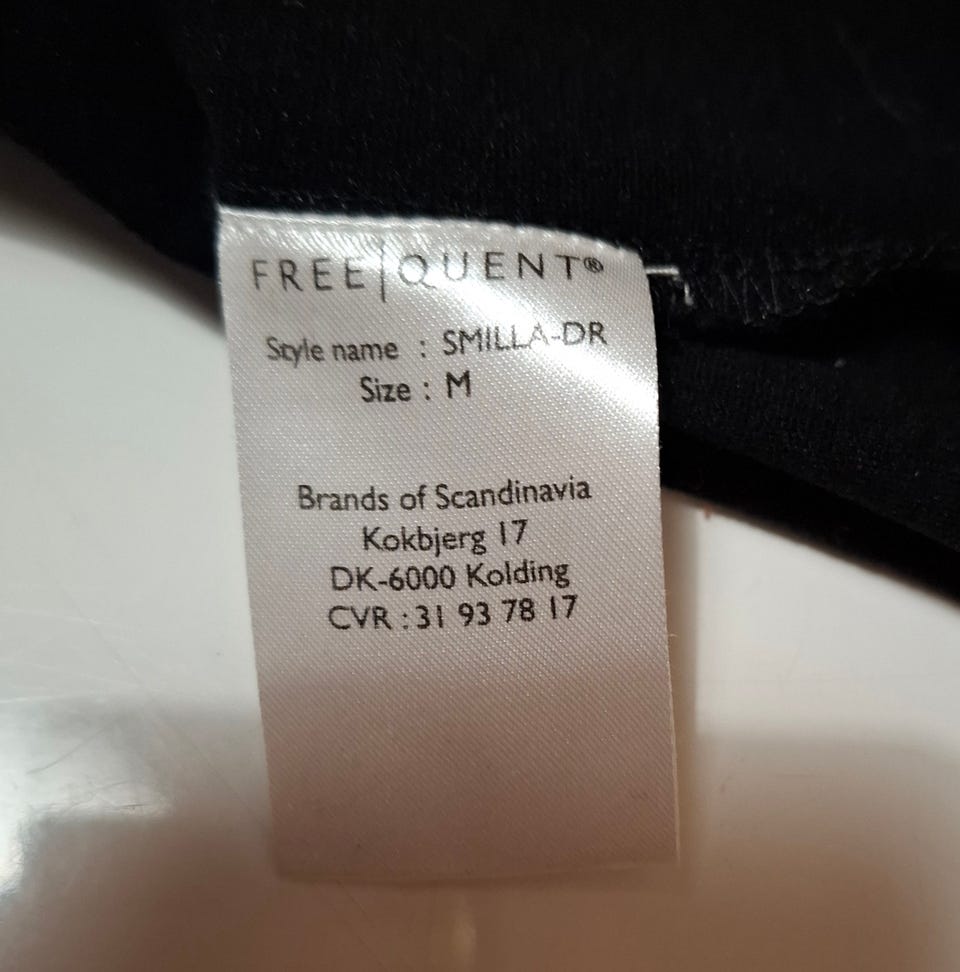 FREE|QUENT®
Style name : SMILLA-DR
Size : M
Brands of Scandinavia
Kokbjerg 17
DK-6000 Kolding
CVR : 31 93 78 17